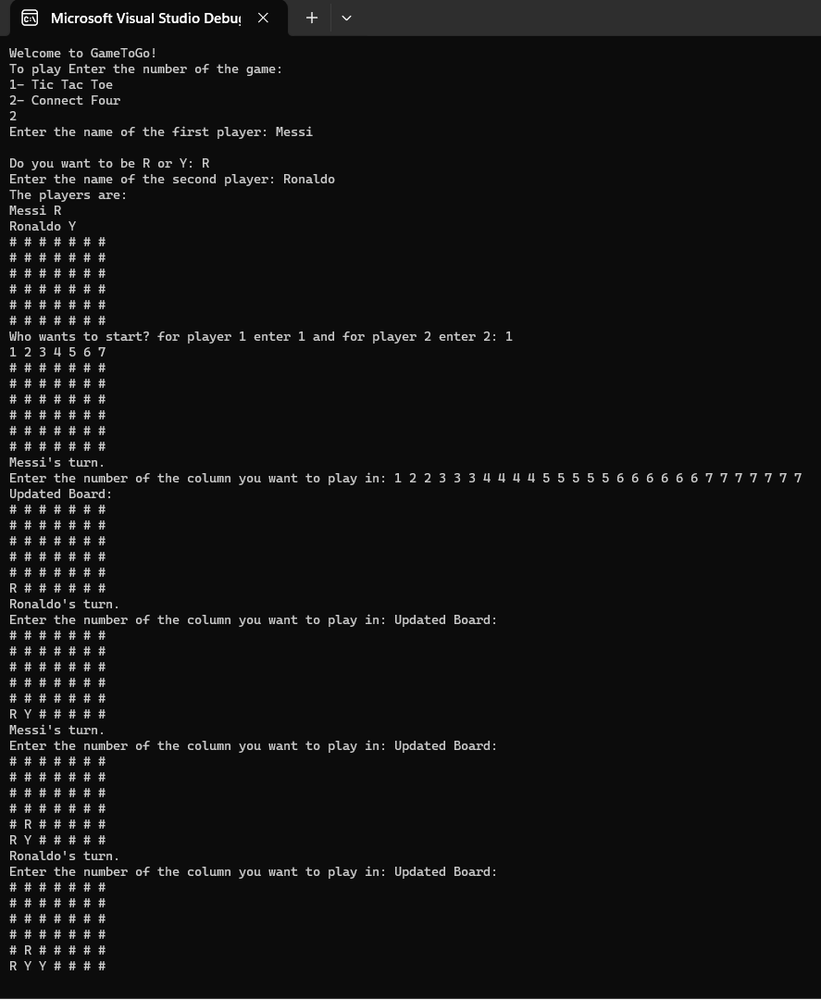 Microsoft Visual Studio Debug
Welcome to GameToGo!
To play Enter the number of the game:
1- Tic Tac Toe
2- Connect Four
2
Enter the name of the first player: Messi
Do you want to be R or Y: R
Enter the name of the second player: Ronaldo
The players are:
Messi R
Ronaldo Y
# # # # # # #
# # # # # # #
# # # # # # #
# # # # # # #
# # # # # # #
# # # # # # #
Who wants to start? for player 1 enter 1 and for player 2 enter 2: 1
1 2 3 4 5 6 7
# # # # # # #
# # # # # # #
# # # # # # #
# # # # # # #
# # # # # # #
# # # # # # #
Messi's turn.
Enter the number of the column you want to play in: 1 2 2 3 3 3 4 4 4 4 5 5 5 5 5 6 6 6 6 6 6 7 7 7 7 7 7 7
Updated Board:
# # # # # # #
# # # # # # #
# # # # # # #
# # # # # # #
# # # # # # #
R # # # # # #
Ronaldo's turn.
Enter the number of the column you want to play in: Updated Board:
# # # # # # #
# # # # # # #
# # # # # # #
# # # # # # #
# # # # # # #
R Y # # # # #
Messi's turn.
Enter the number of the column you want to play in: Updated Board:
# # # # # # #
# # # # # # #
# # # # # # #
# # # # # # #
# R # # # # #
R Y # # # # #
Ronaldo's turn.
Enter the number of the column you want to play in: Updated Board:
# # # # # # #
# # # # # # #
# # # # # # #
# # # # # # #
# R # # # # #
R Y Y # # # #